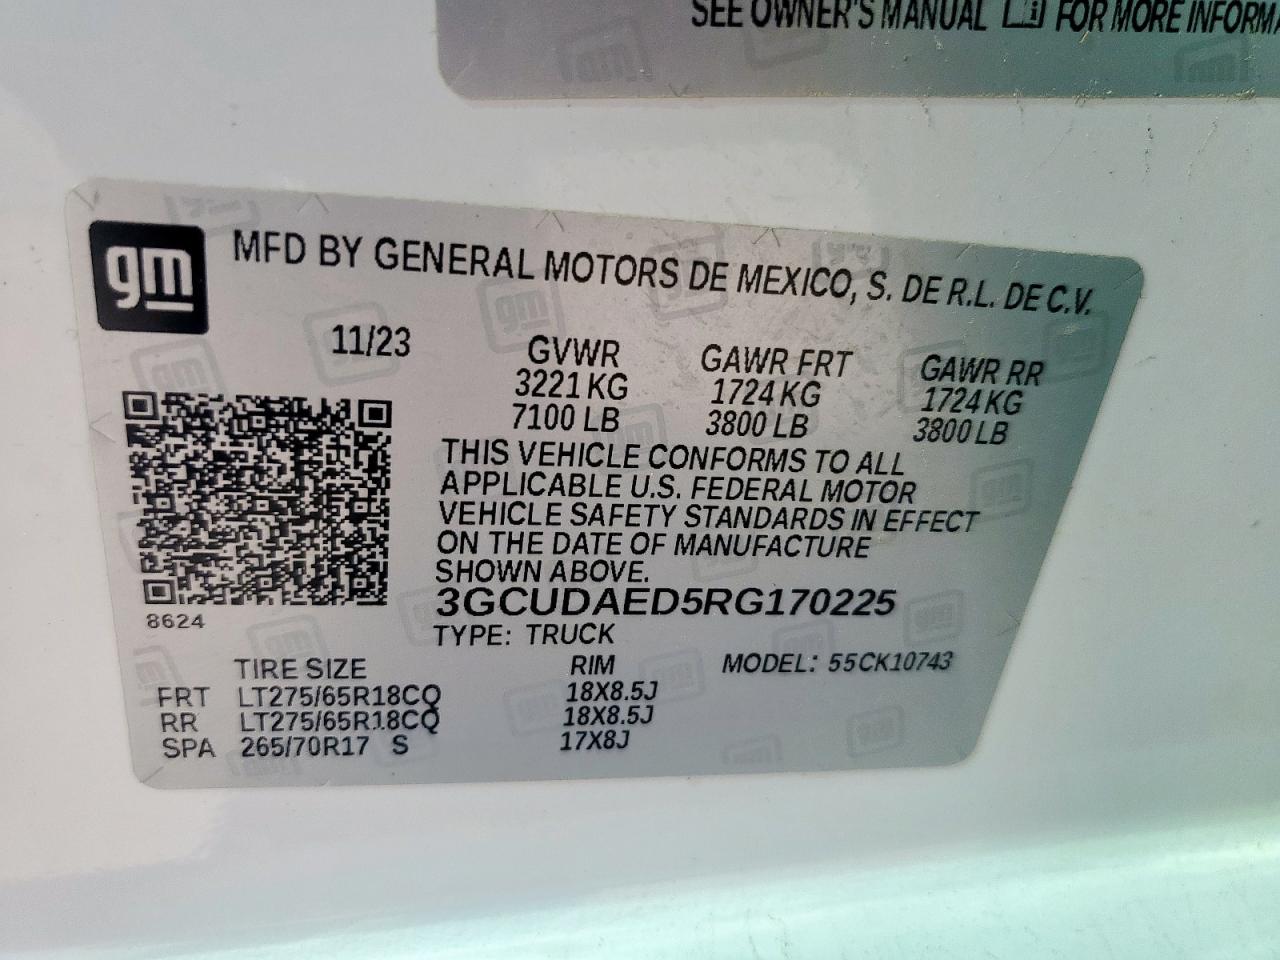 SEE OWNER'S MANUAL FOR MORE
gm
MFD BY GENERAL MOTORS DE MEXICO, S. DE R.L. DE C.V.
11/23 GVWR GAWR FRT GAWR RR
3221 KG 1724 KG 1724 KG
7100 LB 3800 LB 3800 LB
THIS VEHICLE CONFORMS TO ALL
APPLICABLE U.S. FEDERAL MOTOR
VEHICLE SAFETY STANDARDS IN EFFECT
ON THE DATE OF MANUFACTURE
SHOWN ABOVE.
3GCUDAED5RG170225
8624
TYPE: TRUCK
TIRE SIZE RIM MODEL: 55CK10743
FRT LT275/65R18CQ 18X8.5J
RR LT275/65R18CQ 18X8.5J
SPA 265/70R17 S 17X8J